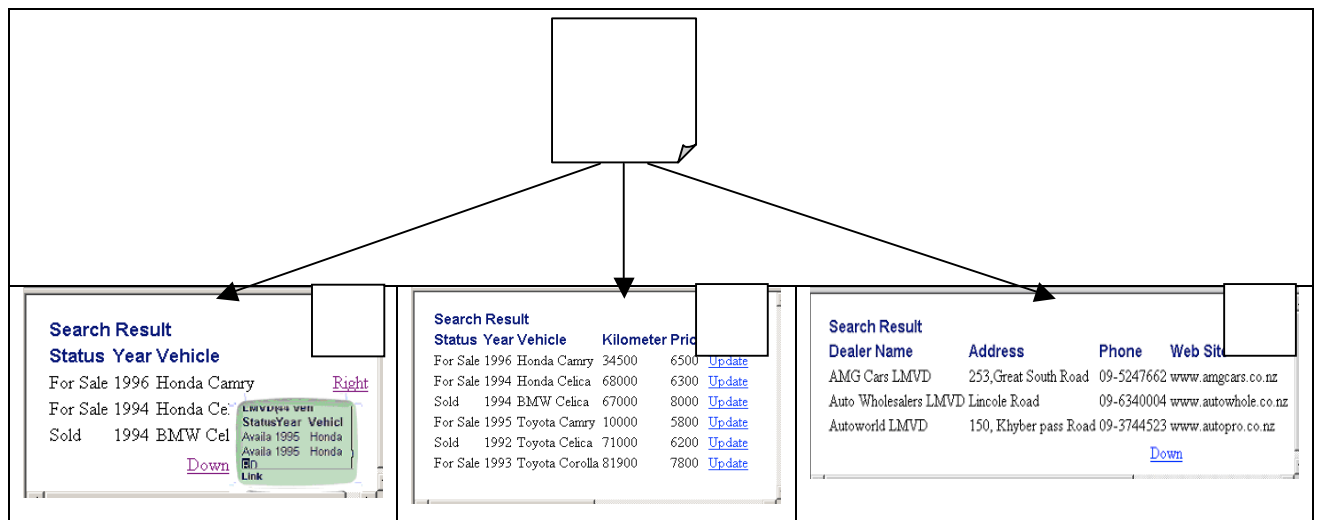 Search Result
Status Year Vehicle
For Sale 1996 Honda Camry Right
For Sale 1994 Honda Ce
Sold 1994 BMW Cel
Down
StatusYear Vehicl
Availa 1995 Honda
Availa 1995 Honda
Link
Search Result
Status Year Vehicle Kilometer Pric
For Sale 1996 Honda Camry 34500 6500 Update
For Sale 1994 Honda Celica 68000 6300 Update
Sold 1994 BMW Celica 67000 8000 Update
For Sale 1995 Toyota Camry 10000 5800 Update
Sold 1992 Toyota Celica 71000 6200 Update
For Sale 1993 Toyota Corolla 81900 7800 Update
Search Result
Dealer Name Address Phone Web Site
AMG Cars LMVD 253,Great South Road 09-5247662 www.amgcars.co.nz
Auto Wholesalers LMVD Lincole Road 09-6340004 www.autowhole.co.nz
Autoworld LMVD 150, Khyber pass Road 09-3744523 www.autopro.co.nz
Down